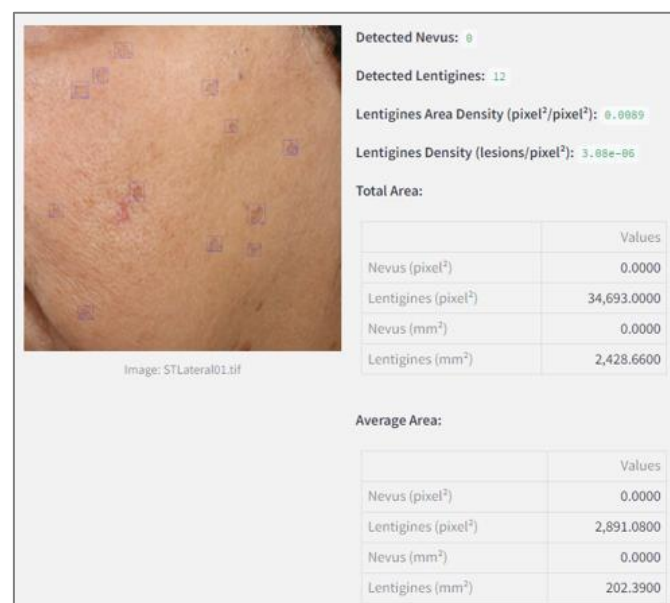 Detected Nevus: 0
Detected Lentigines: 12
Lentigines Area Density (pixel²/pixel²): 0.0089
Lentigines Density (lesions/pixel²): 3.08e-06
Total Area:
Values
Nevus (pixel²) 0.0000
Lentigines (pixel²) 34,693.0000
Nevus (mm²) 0.0000
Lentigines (mm²) 2,428.6600
Image: STLateral01.tif
Average Area:
Values
Nevus (pixel²) 0.0000
Lentigines (pixel²) 2,891.0800
Nevus (mm²) 0.0000
Lentigines (mm²) 202.3900